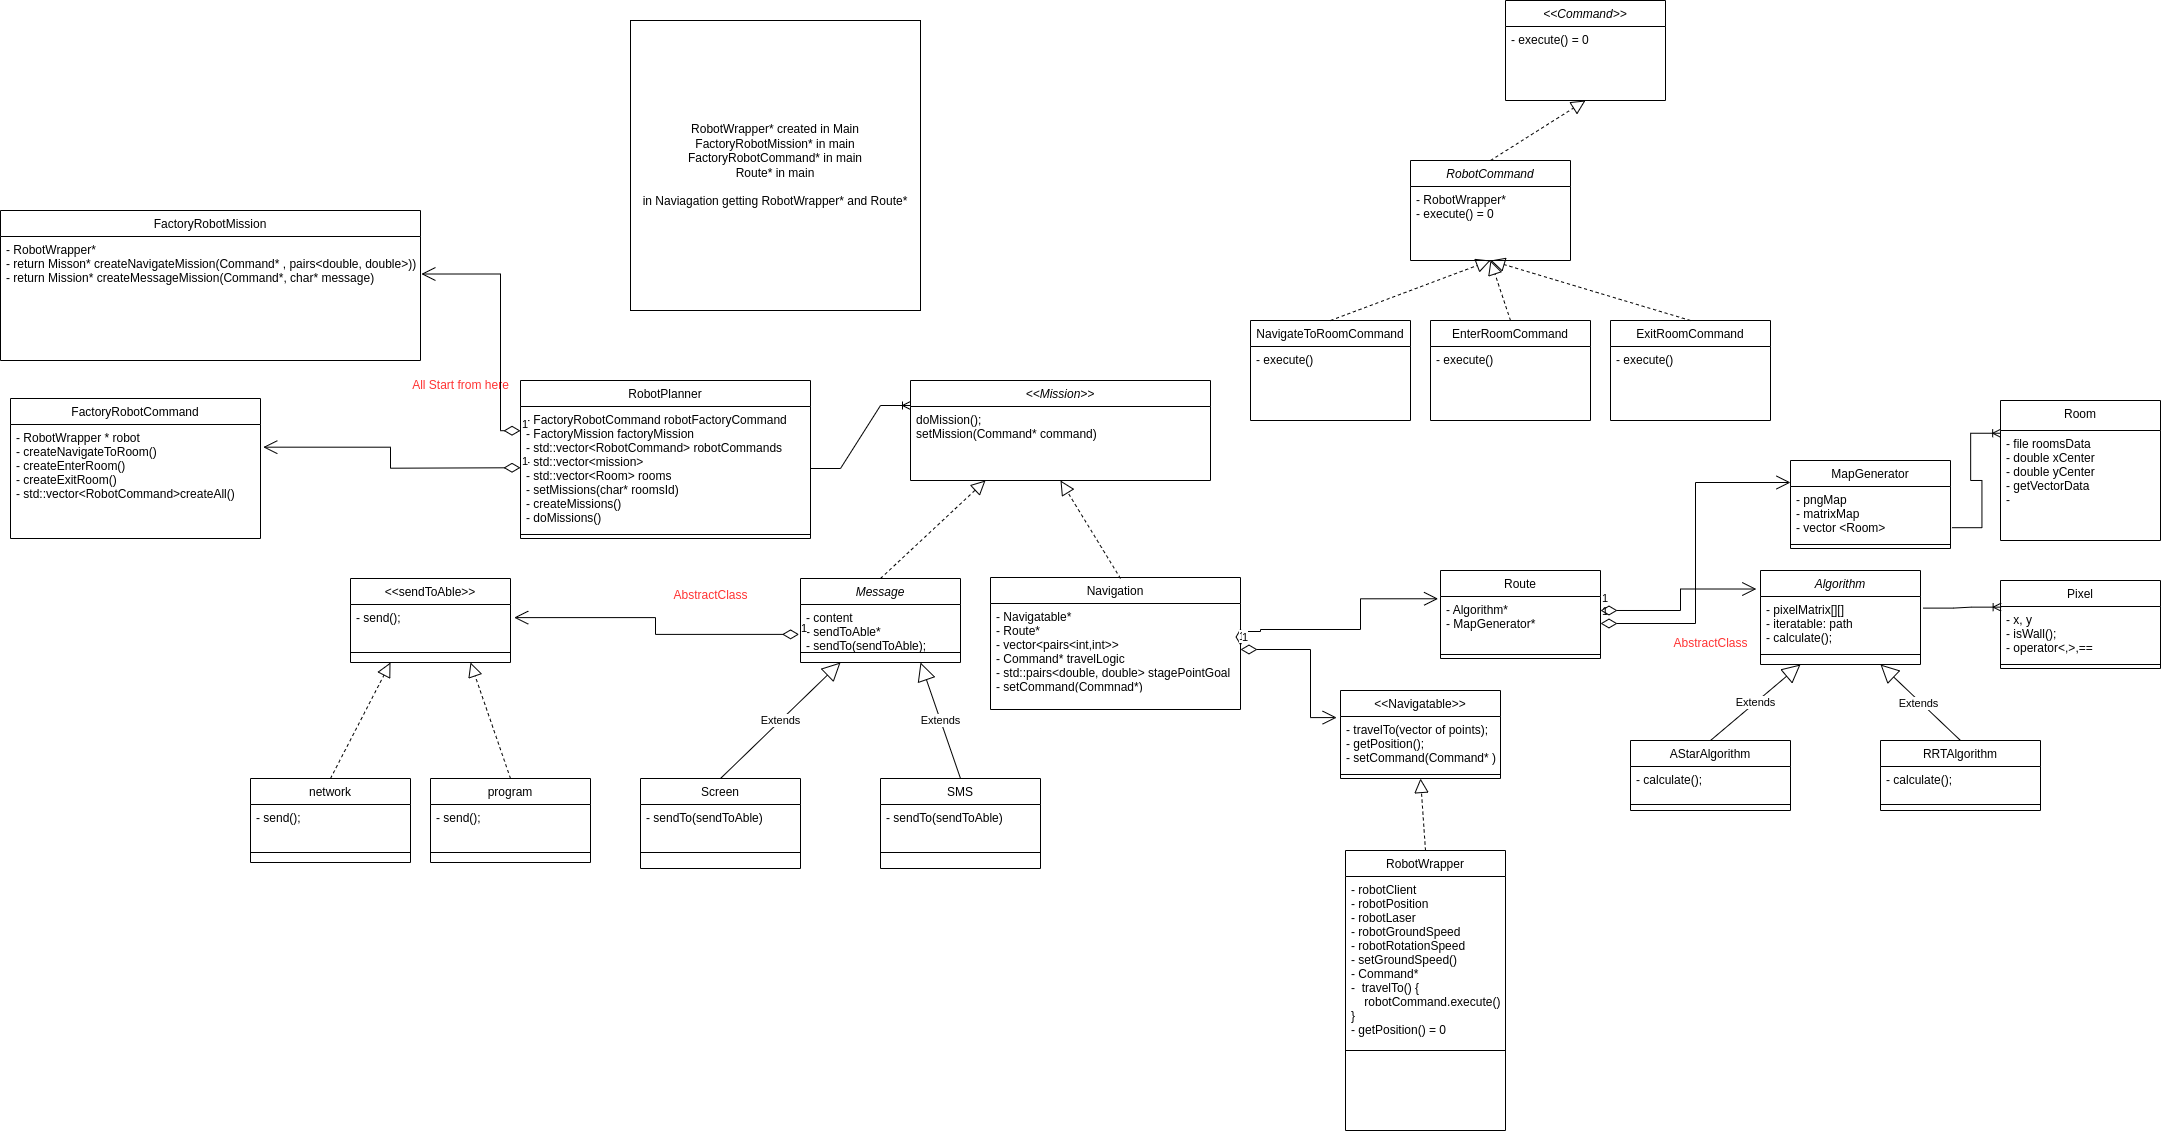 <<Command>>
- execute() = 0
RobotWrapper* created in Main
FactoryRobotMission* in main
FactoryRobotCommand* in main
Route* in main
in Naviagation getting RobotWrapper* and Route*
RobotCommand
- RobotWrapper*
- execute() = 0
FactoryRobotMission
- RobotWrapper*
- return Misson* createNavigateMission(Command* , pairs<double, double>))
- return Mission* createMessageMission(Command*, char* message)
NavigateToRoomCommand
- execute()
EnterRoomCommand
- execute()
ExitRoomCommand
- execute()
All Start from here
FactoryRobotCommand
- RobotWrapper * robot
- createNavigateToRoom()
- createEnterRoom()
- createExitRoom()
- std::vector<RobotCommand>createAll()
RobotPlanner
- FactoryRobotCommand robotFactoryCommand
- FactoryMission factoryMission
- std::vector<RobotCommand> robotCommands
- std::vector<mission>
- std::vector<Room> rooms
- setMissions(char* roomsId)
- createMissions()
- doMissions()
1
1
<<Mission>>
doMission();
setMission(Command* command)
Room
- file roomsData
- double xCenter
- double yCenter
- getVectorData
-
MapGenerator
- pngMap
- matrixMap
- vector <Room>
<<sendToAble>>
- send();
AbstractClass
1
Message
- content
- sendToAble*
- sendTo(sendToAble);
Navigation
- Navigatable*
- Route*
- vector<pairs<int,int>>
- Command* travelLogic
- std::pairs<double, double> stagePointGoal
- setCommand(Commnad*)
1
1
Route
- Algorithm*
- MapGenerator*
1
1
AbstractClass
Algorithm
- pixelMatrix[][]
- iteratable: path
- calculate();
Pixel
- x, y
- isWall();
- operator<,>,==
<<Navigatable>>
- travelTo(vector of points);
- getPosition();
- setCommand(Command* )
Extends
Extends
Extends
Extends
network
- send();
program
- send();
Screen
- sendTo(sendToAble)
SMS
- sendTo(sendToAble)
AStarAlgorithm
- calculate();
RRTAlgorithm
- calculate();
RobotWrapper
- robotClient
- robotPosition
- robotLaser
- robotGroundSpeed
- robotRotationSpeed
- setGroundSpeed()
- Command*
- travelTo() {
robotCommand.execute()
}
- getPosition() = 0